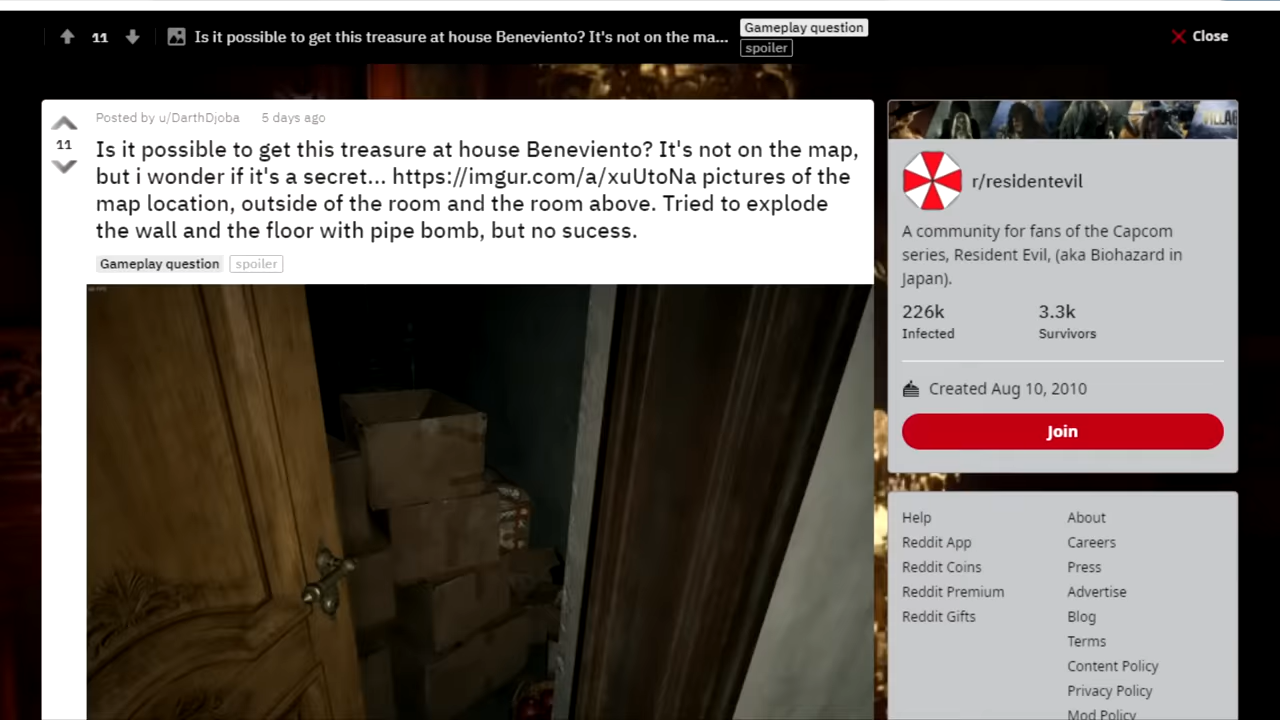 11
Is it possible to get this treasure at house Beneviento? It's not on the ma...
Gameplay question
spoiler
Close
Posted by u/DarthDjoba 5 days ago
11
Is it possible to get this treasure at house Beneviento? It's not on the map,
but i wonder if it's a secret... https://imgur.com/a/xuUtoNa pictures of the
map location, outside of the room and the room above. Tried to explode
the wall and the floor with pipe bomb, but no sucess.
Gameplay question spoiler
VILLAG
r/residentevil
A community for fans of the Capcom
series, Resident Evil, (aka Biohazard in
Japan).
226k 3.3k
Infected Survivors
Created Aug 10, 2010
Join
Help About
Reddit App Careers
Reddit Coins Press
Reddit Premium Advertise
Reddit Gifts Blog
Terms
Content Policy
Privacy Policy
Mod Policy